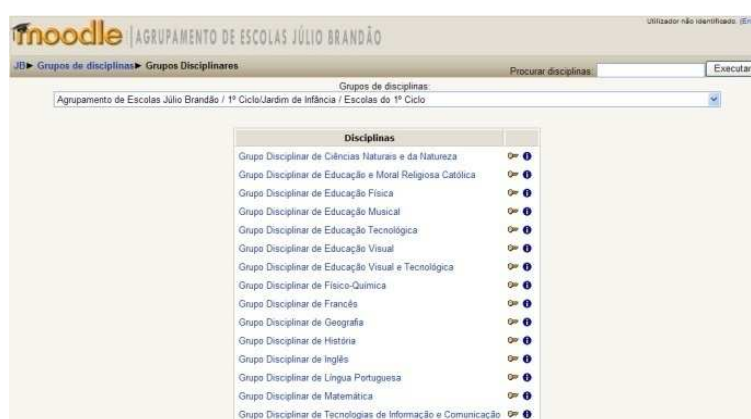 Utilizador não identificado. (En
moodle | AGRUPAMENTO DE ESCOLAS JÚLIO BRANDÃO
JB► Grupos de disciplinas► Grupos Disciplinares
Procurar disciplinas:
Executar
Grupos de disciplinas:
Agrupamento de Escolas Júlio Brandão / 1º Ciclo/Jardim de Infância / Escolas do 1º Ciclo
Disciplinas
Grupo Disciplinar de Ciências Naturais e da Natureza
Grupo Disciplinar de Educação e Moral Religiosa Católica
Grupo Disciplinar de Educação Física
Grupo Disciplinar de Educação Musical
Grupo Disciplinar de Educação Tecnológica
Grupo Disciplinar de Educação Visual
Grupo Disciplinar de Educação Visual e Tecnológica
Grupo Disciplinar de Físico-Química
Grupo Disciplinar de Francês
Grupo Disciplinar de Geografia
Grupo Disciplinar de História
Grupo Disciplinar de Inglês
Grupo Disciplinar de Língua Portuguesa
Grupo Disciplinar de Matemática
Grupo Disciplinar de Tecnologias de Informação e Comunicação